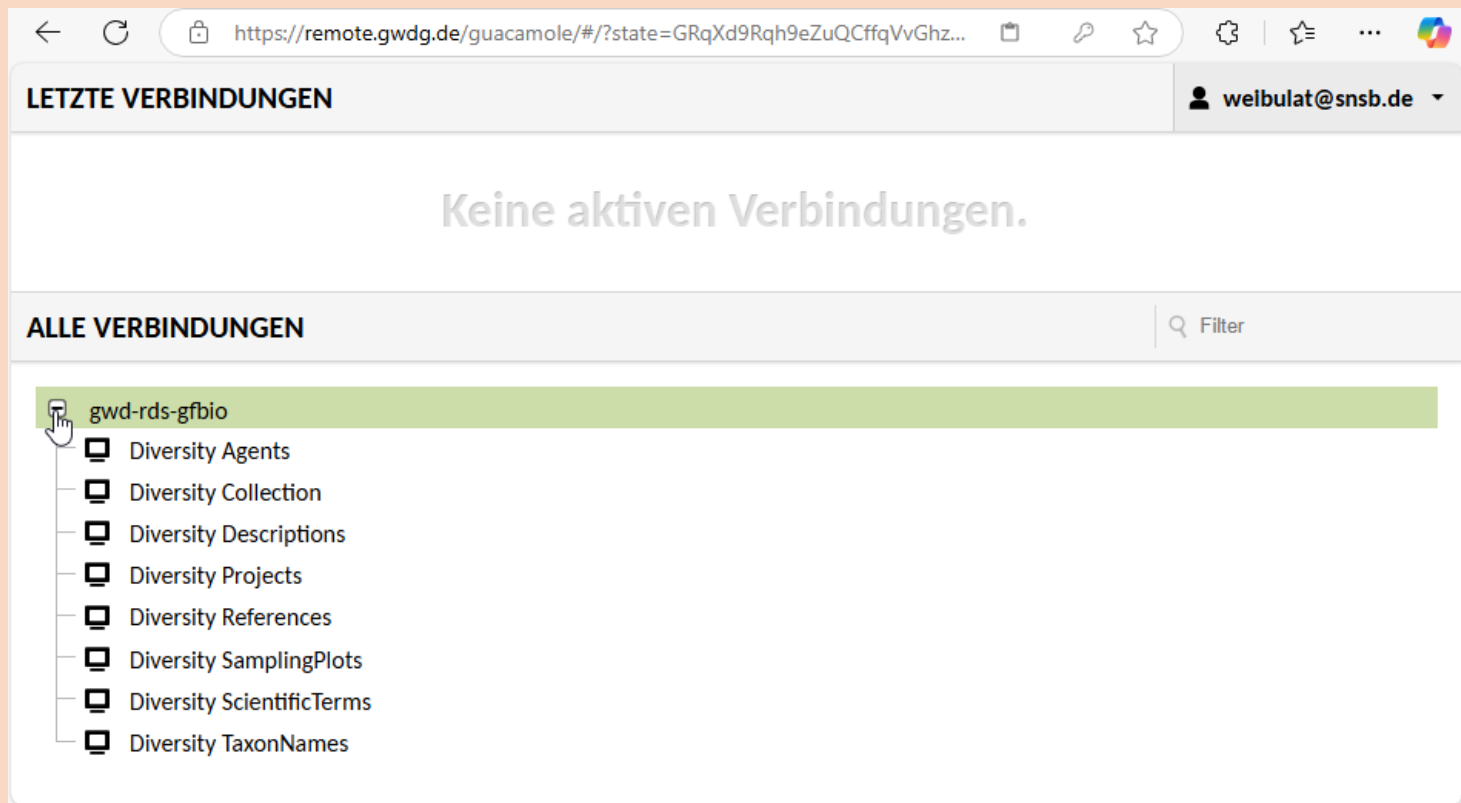 https://remote.gwdg.de/guacamole/#/?state=GRqXd9Rqh9eZuQCffqVvGhz...
LETZTE VERBINDUNGEN
weibulat@snsb.de
Keine aktiven Verbindungen.
ALLE VERBINDUNGEN
Filter
gwd-rds-gfbio
Diversity Agents
Diversity Collection
Diversity Descriptions
Diversity Projects
Diversity References
Diversity SamplingPlots
Diversity ScientificTerms
Diversity TaxonNames